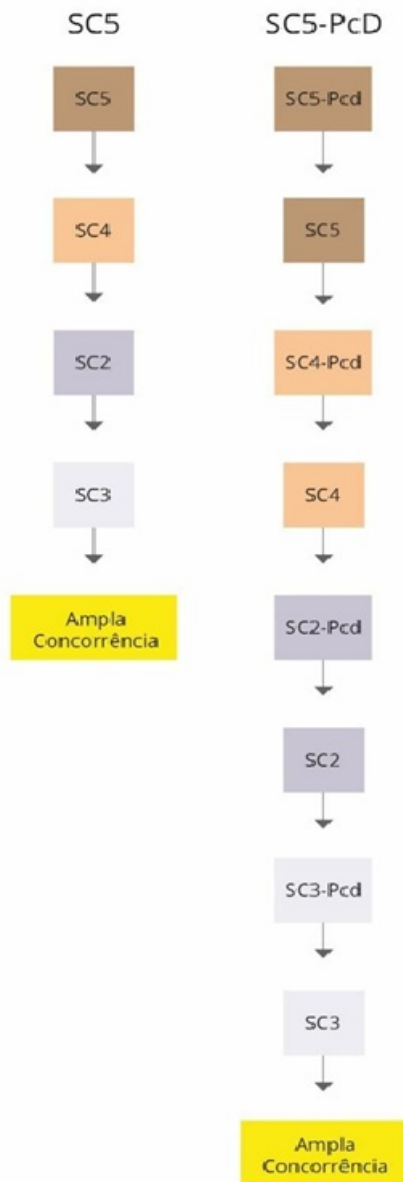 SC5
SC5
SC4
SC2
SC3
Ampla
Concorrência
SC5-PcD
SC5-Pcd
SC5
SC4-Pcd
SC4
SC2-Pcd
SC2
SC3-Pcd
SC3
Ampla
Concorrência